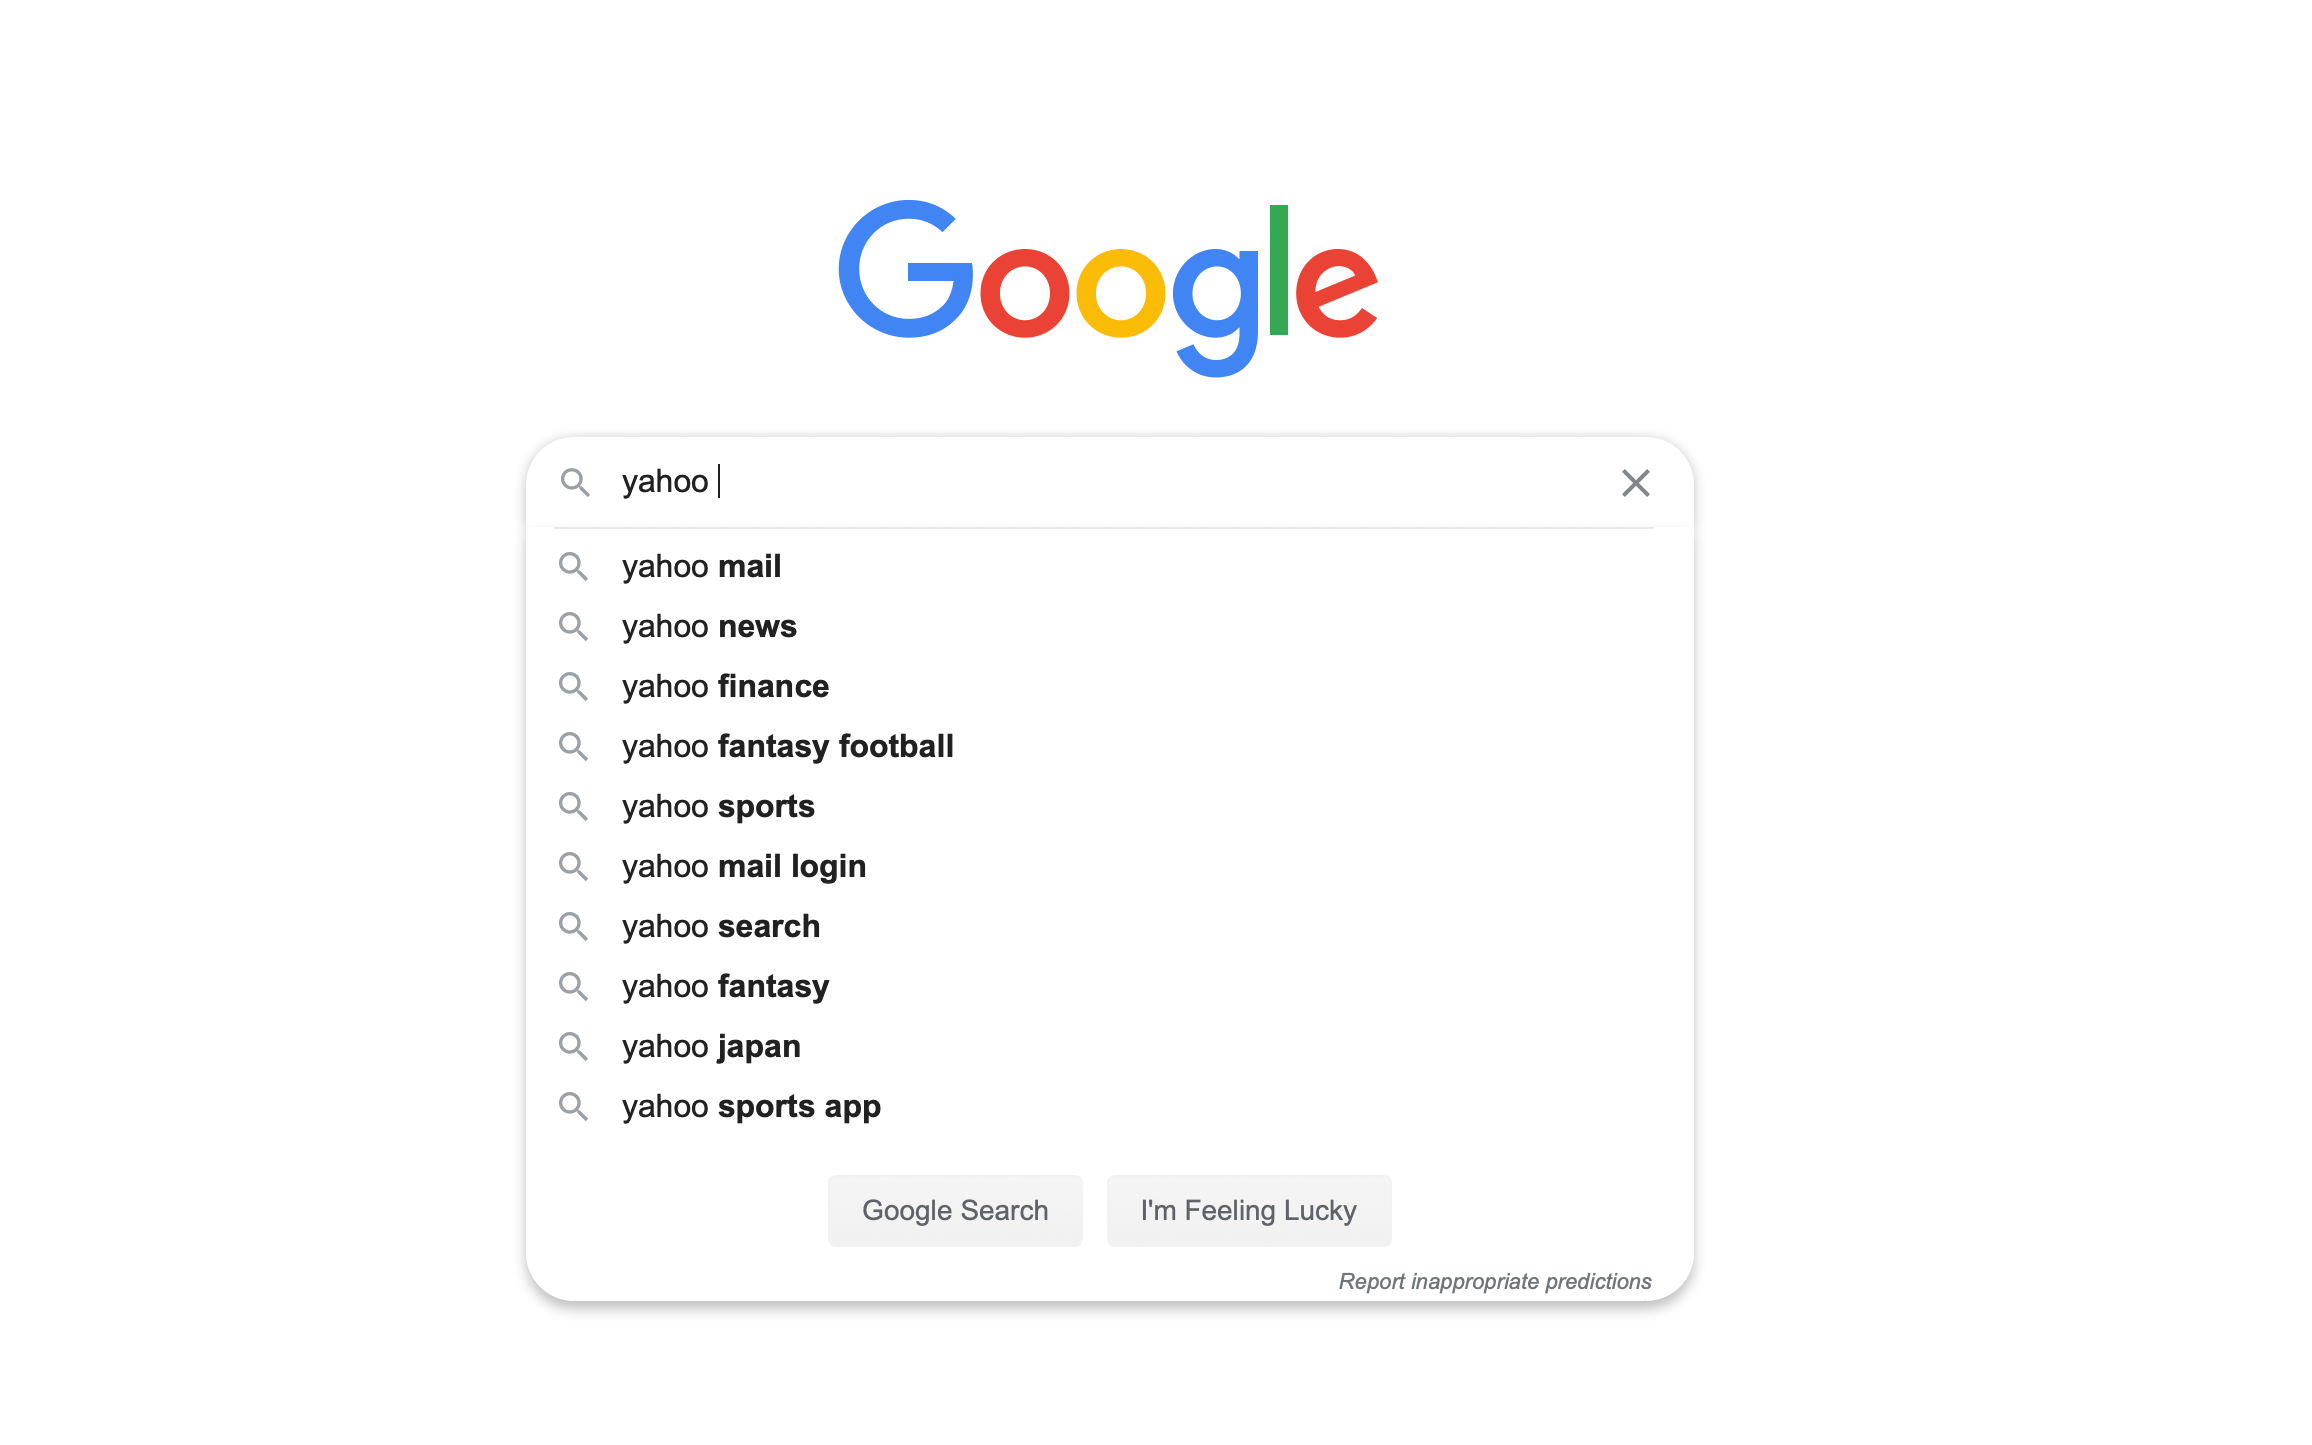 Google
yahoo
yahoo mail
yahoo news
yahoo finance
yahoo fantasy football
yahoo sports
yahoo mail login
yahoo search
yahoo fantasy
yahoo japan
yahoo sports app
Google Search I'm Feeling Lucky
Report inappropriate predictions